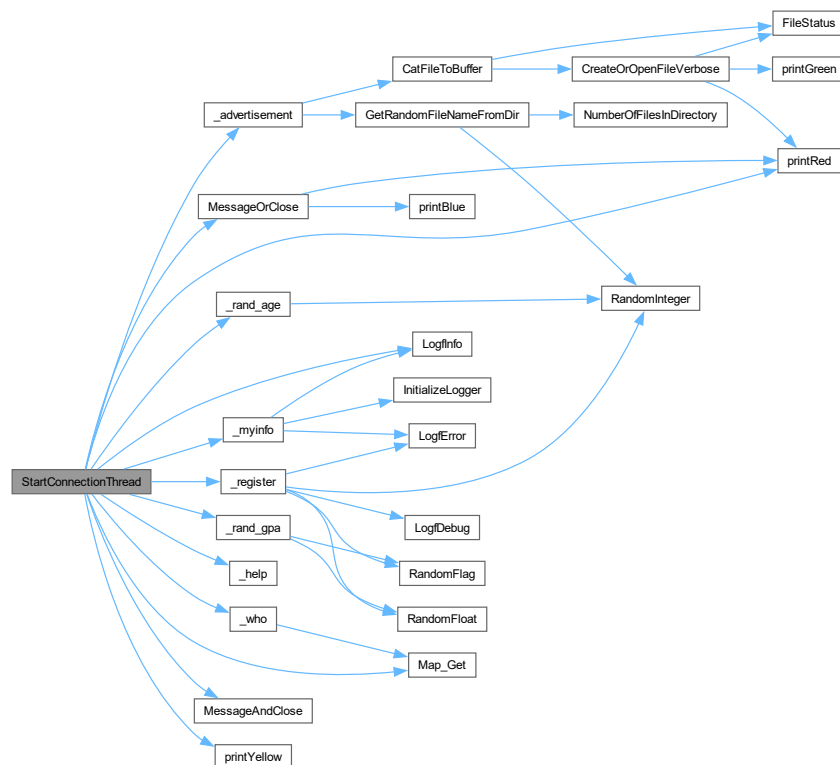 FileStatus
CatFileToBuffer
CreateOrOpenFileVerbose
printGreen
_advertisement
GetRandomFileNameFromDir
NumberOfFilesInDirectory
printRed
MessageOrClose
printBlue
_rand_age
RandomInteger
LogfInfo
InitializeLogger
_myinfo
LogfError
StartConnectionThread
_register
_rand_gpa
LogfDebug
_help
RandomFlag
_who
RandomFloat
Map_Get
MessageAndClose
printYellow